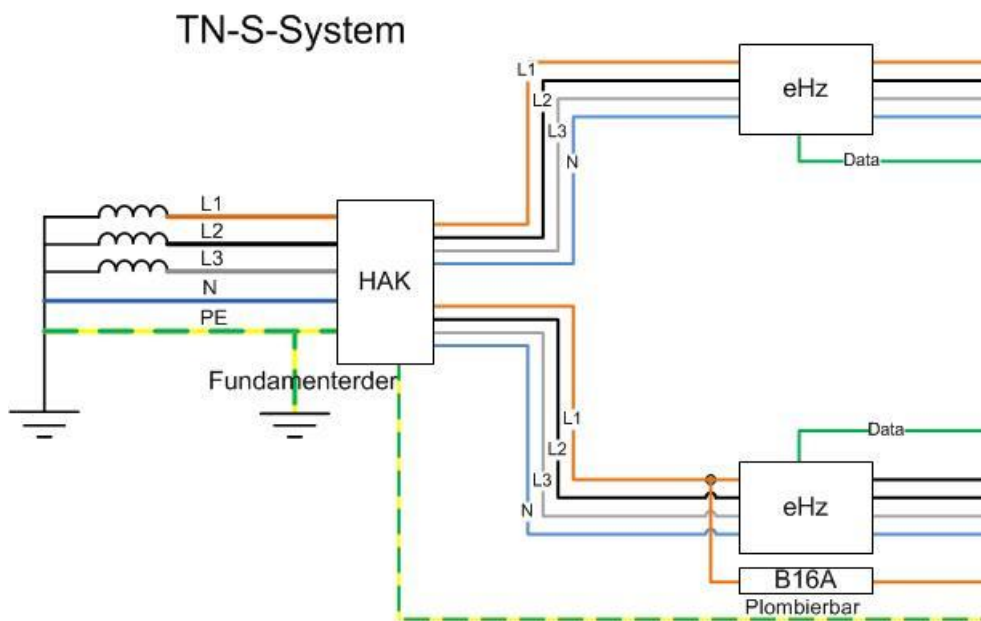 TN-S-System
L1
L2
L3
N
eHz
Data
L1
L2
L3
N
PE
HAK
Fundamenterder
L1
L2
L3
N
Data
eHz
B16A
Plombierbar